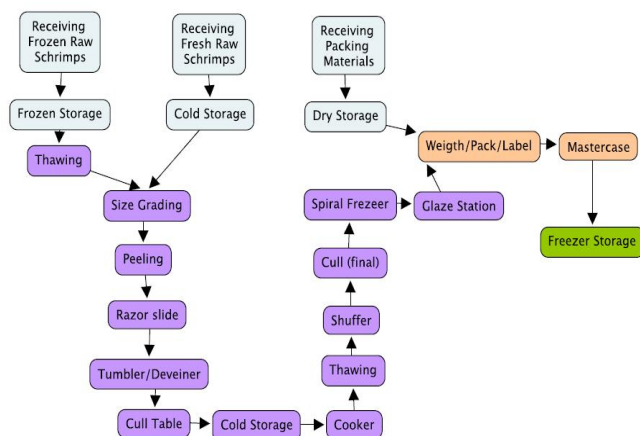 Receiving
Frozen Raw
Schrimps
Receiving
Fresh Raw
Schrimps
Receiving
Packing
Materials
Frozen Storage
Cold Storage
Dry Storage
Thawing
Weigth/Pack/Label
Mastercase
Size Grading
Spiral Frezeer
Glaze Station
Peeling
Cull (final)
Freezer Storage
Razor slide
Shuffer
Tumbler/Deveiner
Thawing
Cull Table
Cold Storage
Cooker